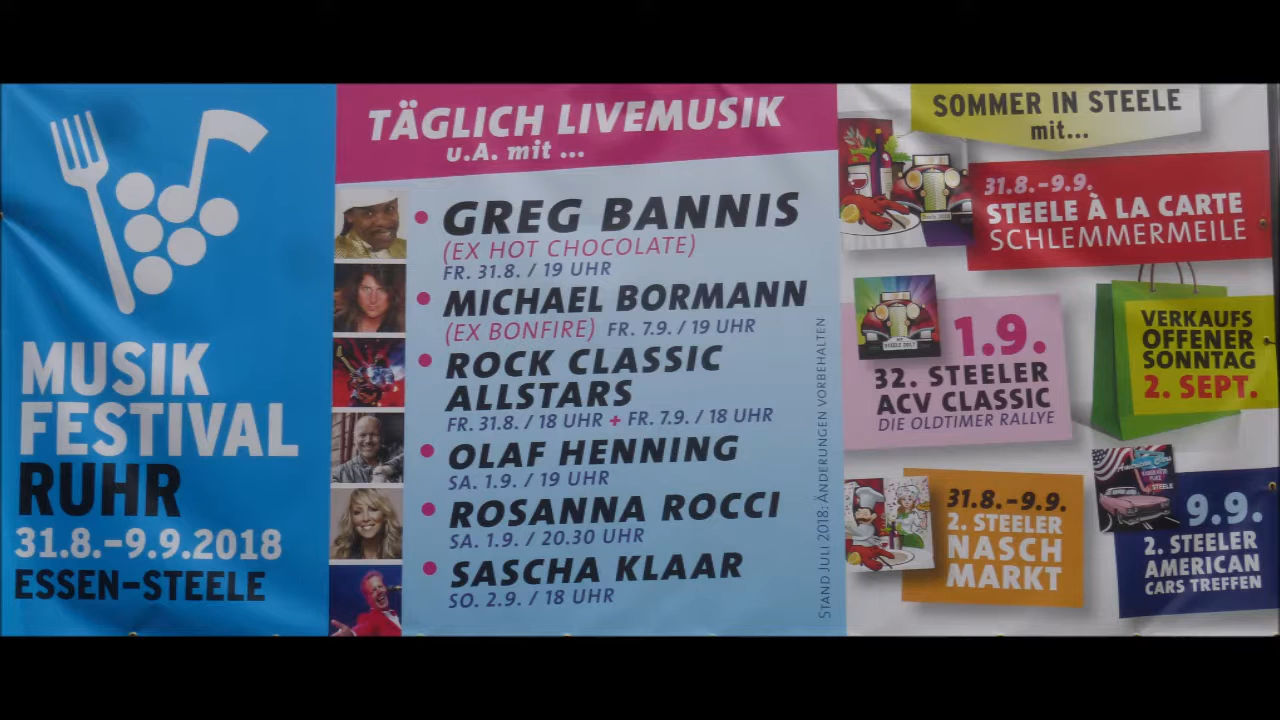 MUSIK
FESTIVAL
RUHR
31.8.-9.9.2018
ESSEN-STEELE
TÄGLICH LIVEMUSIK
u.A. mit ...
• GREG BANNIS
(EX HOT CHOCOLATE)
FR. 31.8. / 19 UHR
• MICHAEL BORMANN
(EX BONFIRE) FR. 7.9. / 19 UHR
• ROCK CLASSIC
ALLSTARS
FR. 31.8. / 18 UHR + FR. 7.9. / 18 UHR
• OLAF HENNING
SA. 1.9. / 19 UHR
• ROSANNA ROCCI
SA. 1.9. / 20.30 UHR
• SASCHA KLAAR
SO. 2.9. / 18 UHR
STAND JULI 2018: ÄNDERUNGEN VORBEHALTEN
SOMMER IN STEELE
mit...
31.8.-9.9.
STEELE À LA CARTE
SCHLEMMERMEILE
1.9.
32. STEELER
ACV CLASSIC
DIE OLDTIMER RALLYE
VERKAUFS
OFFENER
SONNTAG
2. SEPT.
31.8.-9.9.
2. STEELER
NASCH
MARKT
9.9.
2. STEELER
AMERICAN
CARS TREFFEN
STEELE 2017
American Cars
STEELE